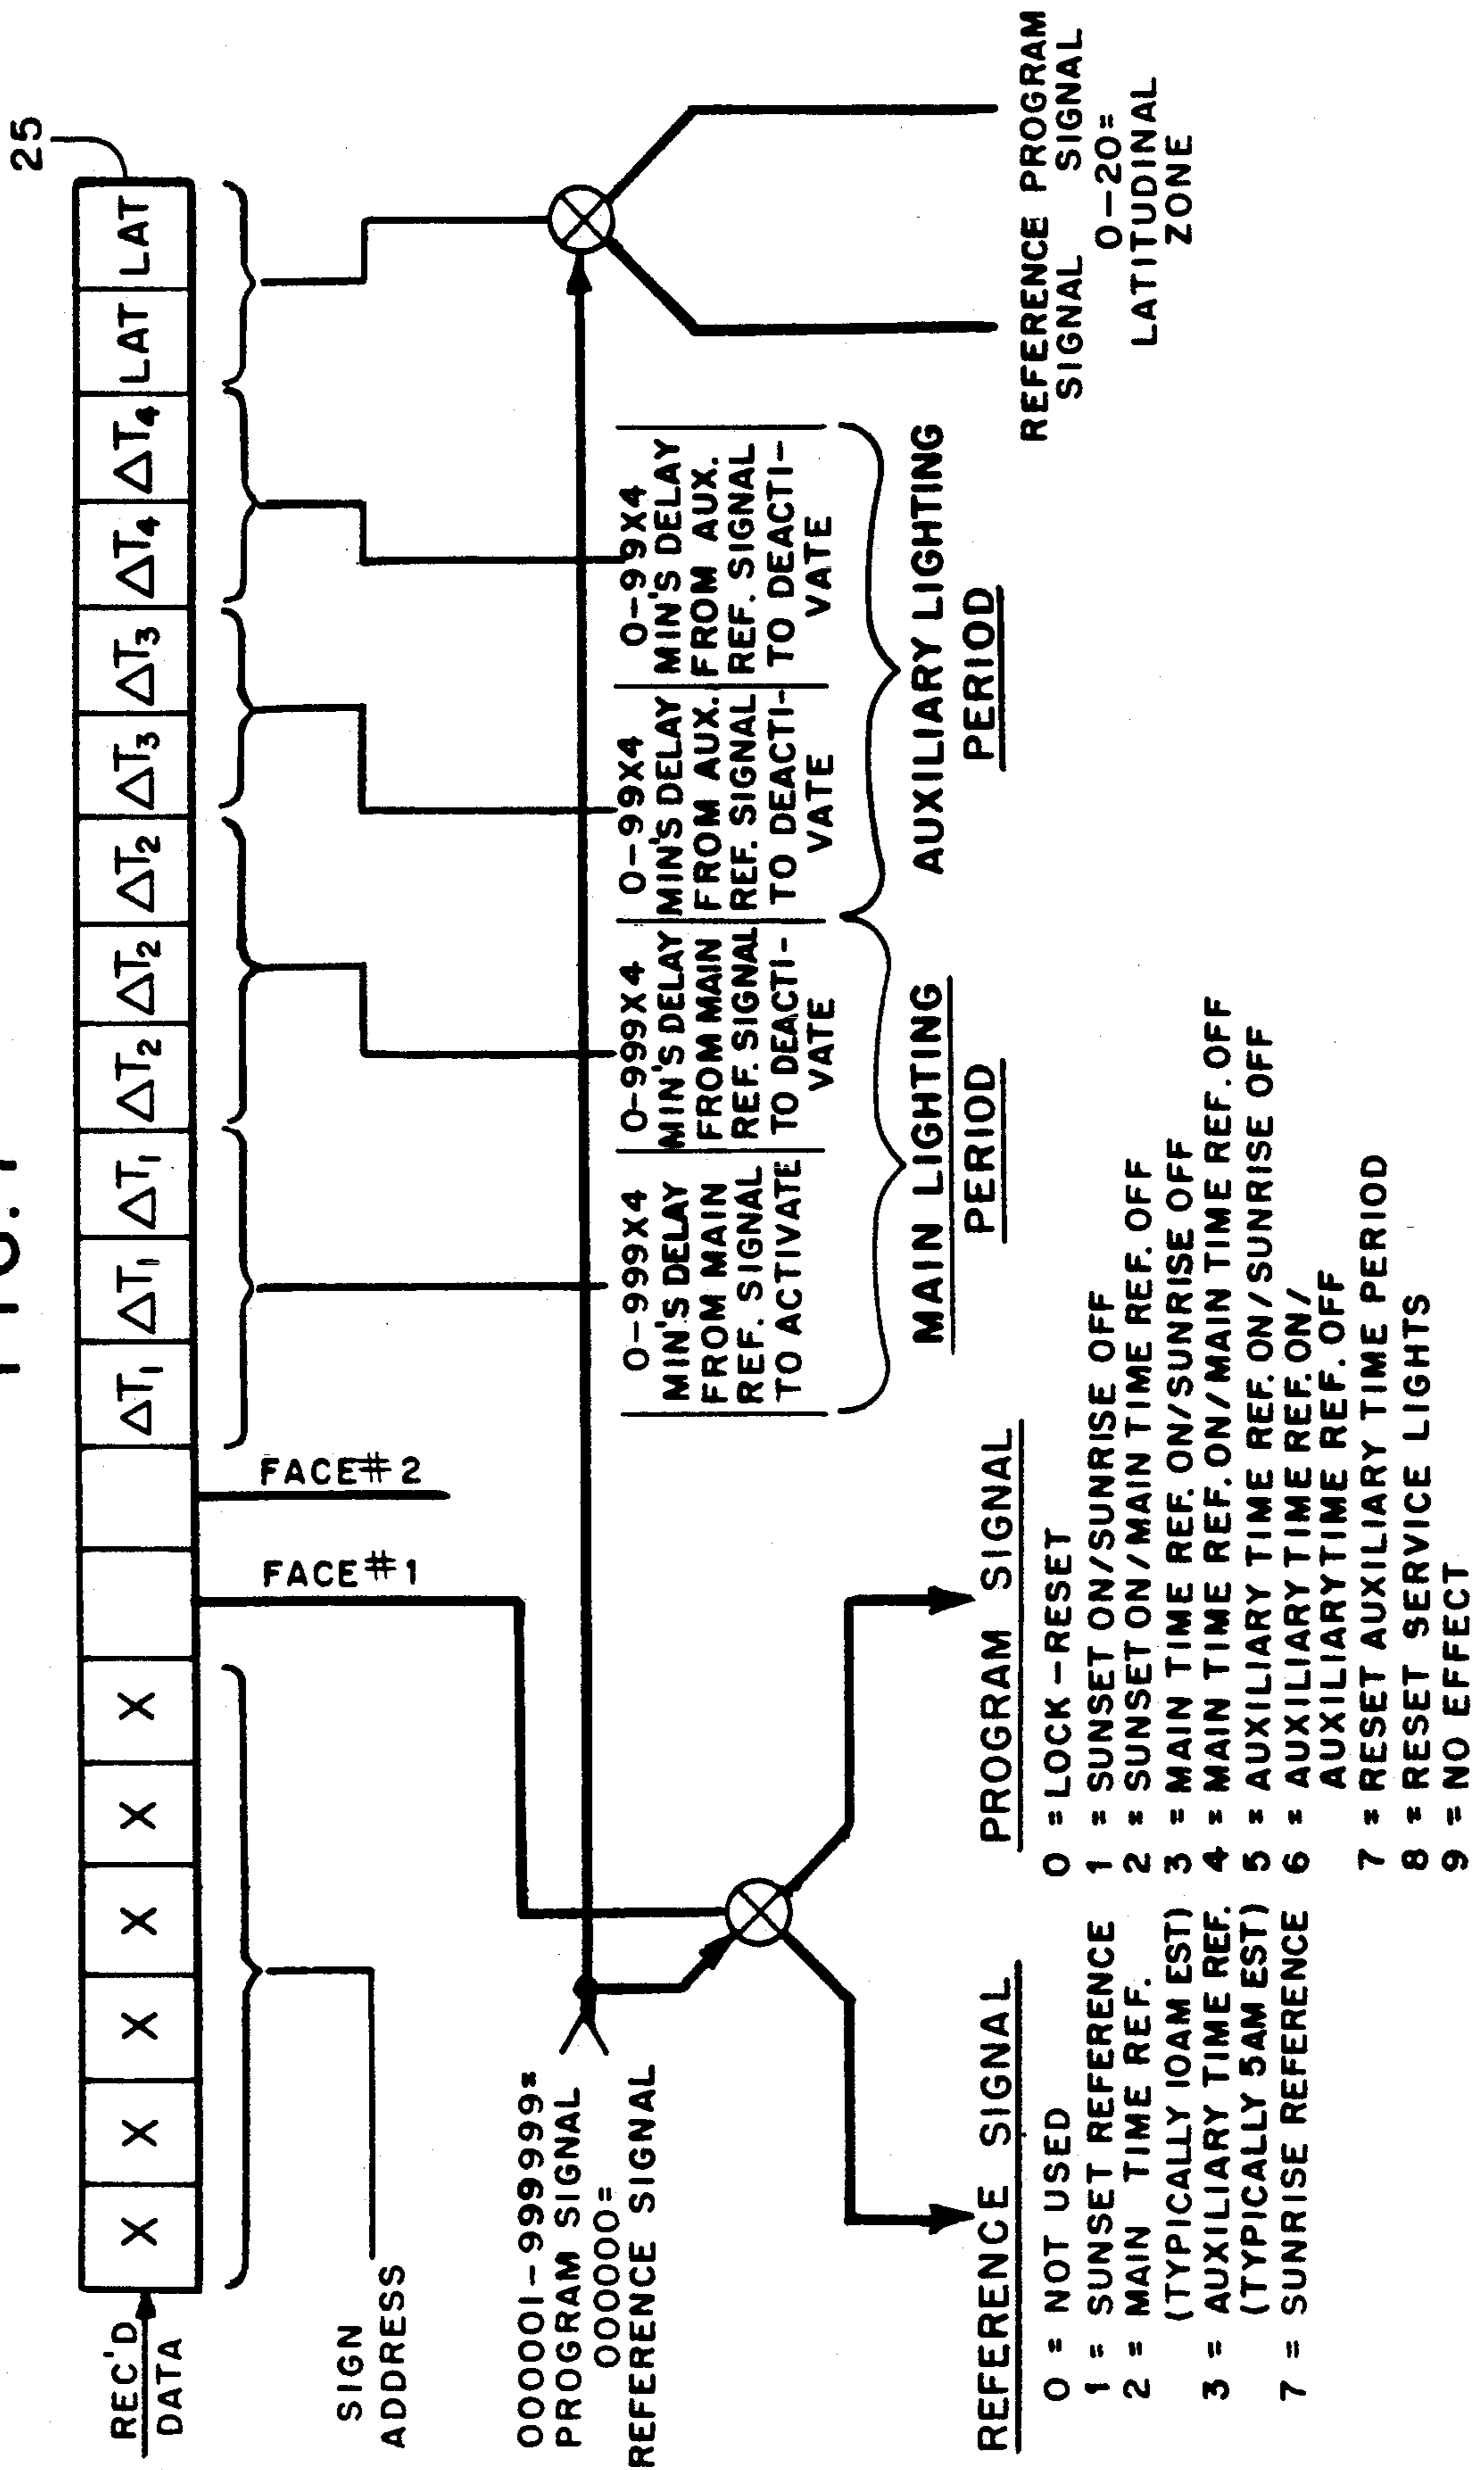 FIG.
25
REC'D
DATA
X X X X X X ΔT1 ΔT1 ΔT1 ΔT2 ΔT2 ΔT2 ΔT3 ΔT3 ΔT4 ΔT4 LAT LAT
SIGN
ADDRESS
FACE #1
FACE #2
000001-999999=
PROGRAM SIGNAL
000000=
REFERENCE SIGNAL
0-999X4
MIN'S DELAY
FROM MAIN
REF. SIGNAL
TO ACTIVATE
0-999X4
MIN'S DELAY
FROM MAIN
REF. SIGNAL
TO DEACTI-
VATE
0-99X4
MIN'S DELAY
FROM AUX.
REF. SIGNAL
TO DEACTI-
VATE
0-99X4
MIN'S DELAY
FROM AUX.
REF. SIGNAL
TO DEACTI-
VATE
MAIN LIGHTING
PERIOD
AUXILIARY LIGHTING
PERIOD
REFERENCE
SIGNAL
PROGRAM
SIGNAL
0-20=
LATITUDINAL
ZONE
REFERENCE SIGNAL
0 = NOT USED
1 = SUNSET REFERENCE
2 = MAIN TIME REF.
(TYPICALLY 10AM EST)
3 = AUXILIARY TIME REF.
(TYPICALLY 5AM EST)
7 = SUNRISE REFERENCE
PROGRAM SIGNAL
0 = LOCK-RESET
1 = SUNSET ON/SUNRISE OFF
2 = SUNSET ON/MAIN TIME REF. OFF
3 = MAIN TIME REF. ON/SUNRISE OFF
4 = MAIN TIME REF. ON/MAIN TIME REF. OFF
5 = AUXILIARY TIME REF. ON/SUNRISE OFF
6 = AUXILIARY TIME REF. ON/
AUXILIARY TIME REF. OFF
7 = RESET AUXILIARY TIME PERIOD
8 = RESET SERVICE LIGHTS
9 = NO EFFECT